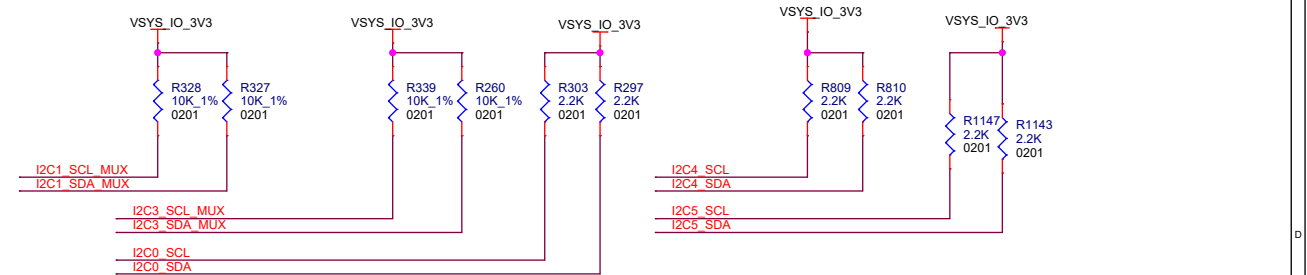 VSYS_IO_3V3
VSYS_IO_3V3
VSYS_IO_3V3
VSYS_IO_3V3
VSYS_IO_3V3
R328
10K_1%
0201
R327
10K_1%
0201
R339
10K_1%
0201
R260
10K_1%
0201
R303
2.2K
0201
R297
2.2K
0201
R809
2.2K
0201
R810
2.2K
0201
R1147
2.2K
0201
R1143
2.2K
0201
I2C1_SCL_MUX
I2C1_SDA_MUX
I2C3_SCL_MUX
I2C3_SDA_MUX
I2C0_SCL
I2C0_SDA
I2C4_SCL
I2C4_SDA
I2C5_SCL
I2C5_SDA
D